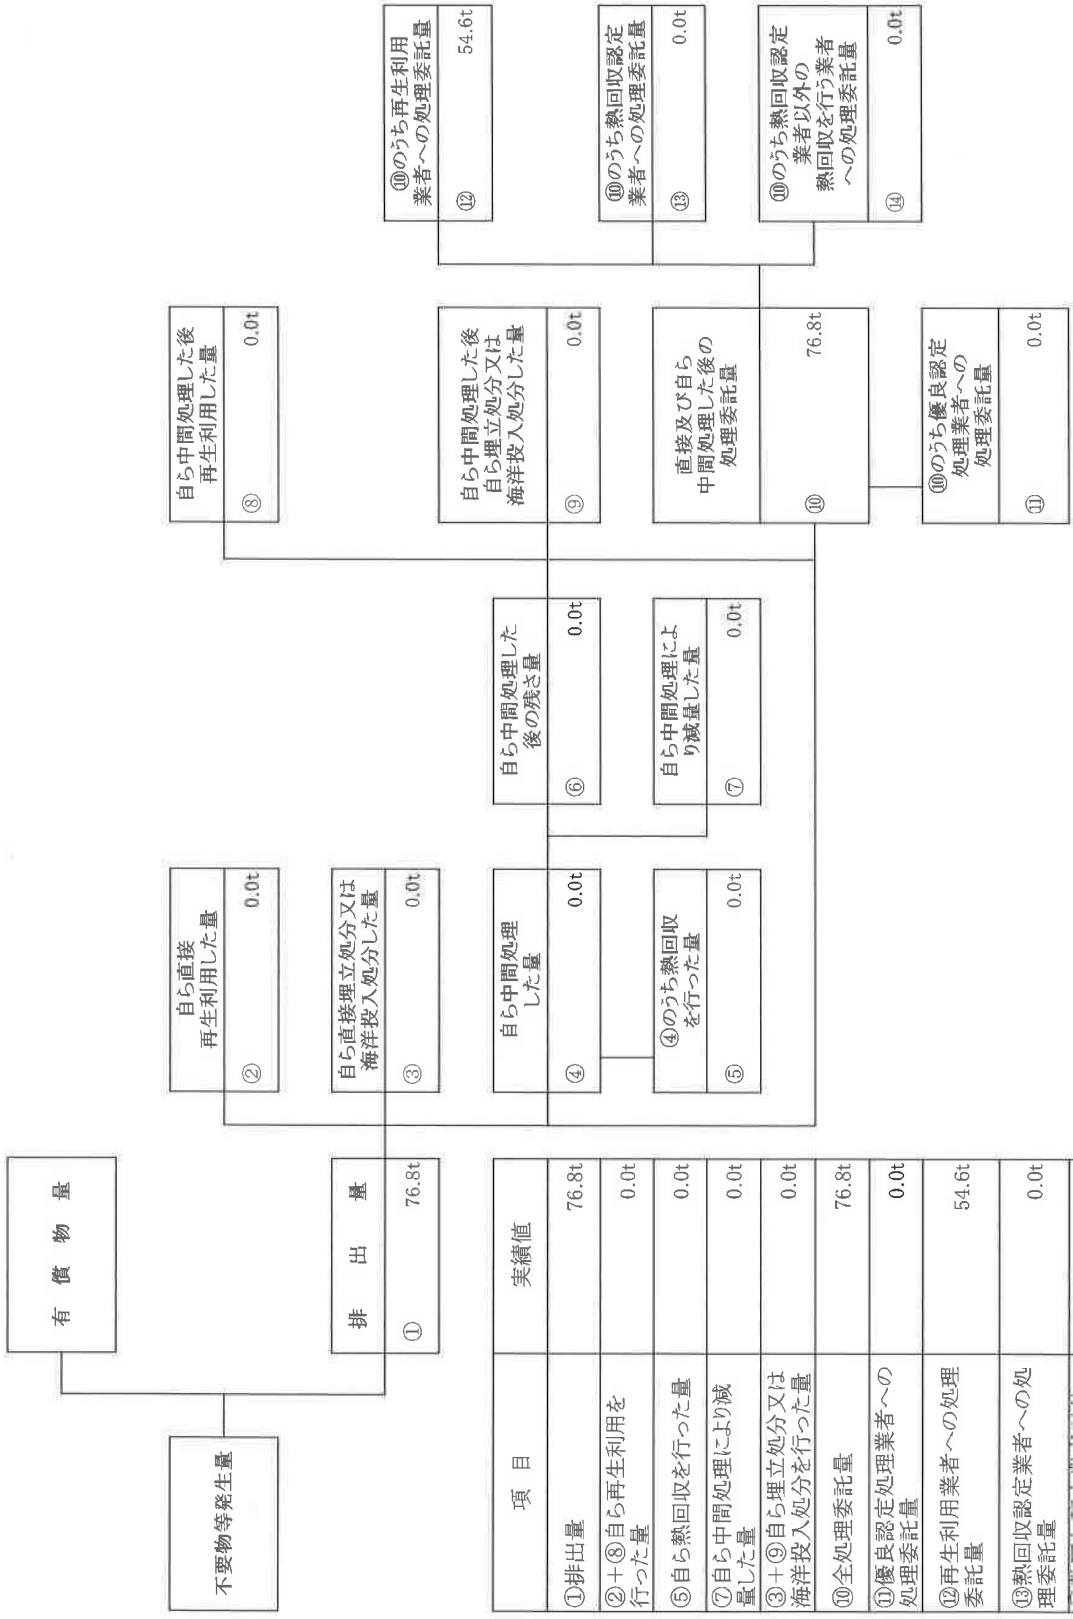 不要物等発生量
有償物量
排出量
① 76.8t
自ら直接
再生利用した量
② 0.0t
自ら直接埋立処分又は
海洋投入処分した量
③ 0.0t
自ら中間処理
した量
④ 0.0t
④のうち熱回収
を行った量
⑤ 0.0t
自ら中間処理した
後の残さ量
⑥ 0.0t
自ら中間処理によ
り減量した量
⑦ 0.0t
自ら中間処理した後
再生利用した量
⑧ 0.0t
自ら中間処理した後
自ら埋立処分又は
海洋投入処分した量
⑨ 0.0t
直接及び自ら
中間処理した後の
処理委託量
⑩ 76.8t
⑩のうち優良認定
処理業者への
処理委託量
⑪ 0.0t
⑩のうち再生利用
業者への処理委託量
⑫ 54.6t
⑩のうち熱回収認定
業者への処理委託量
⑬ 0.0t
⑩のうち熱回収認定
業者以外の
熱回収を行う業者
への処理委託量
⑭ 0.0t
項目 実績値
①排出量 76.8t
②+⑧自ら再生利用を
行った量 0.0t
⑤自ら熱回収を行った量 0.0t
⑦自ら中間処理により減
量した量 0.0t
③+⑨自ら埋立処分又は
海洋投入処分を行った量 0.0t
⑩全処理委託量 76.8t
⑪優良認定処理業者への
処理委託量 0.0t
⑫再生利用業者への処理
委託量 54.6t
⑬熱回収認定業者への処
理委託量 0.0t